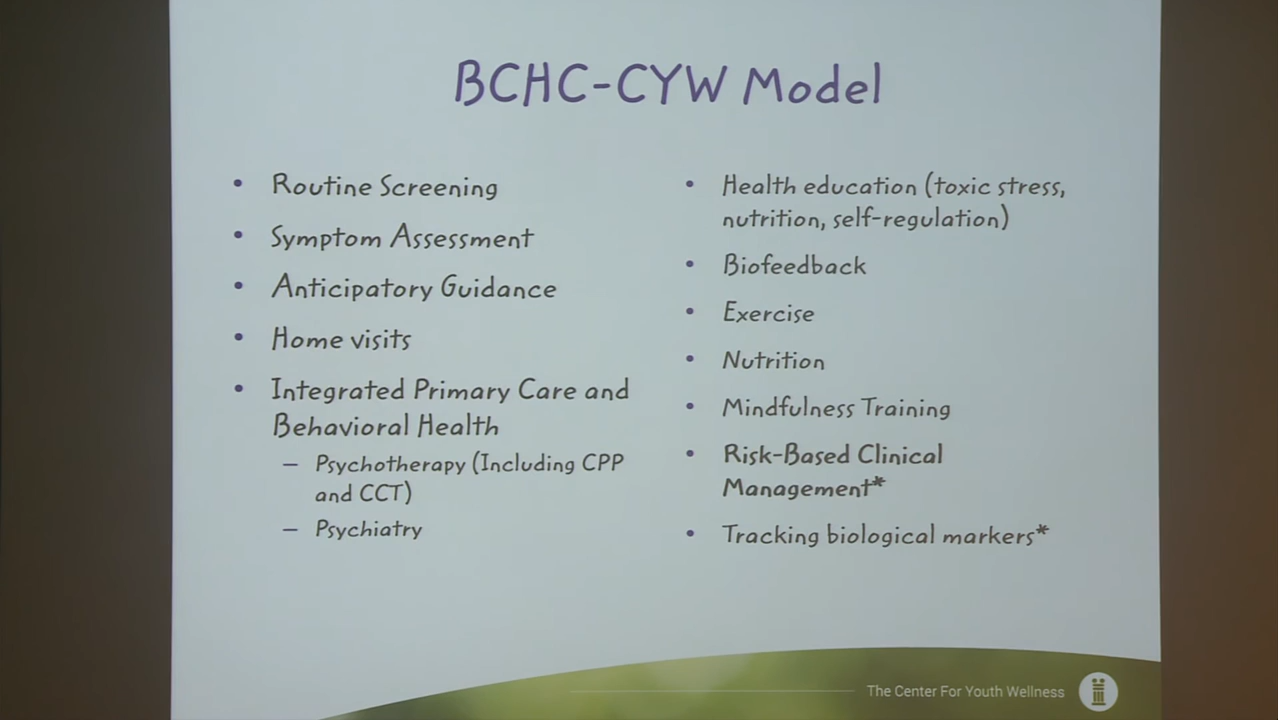 BCHC-CYW Model
• Routine Screening
• Symptom Assessment
• Anticipatory Guidance
• Home visits
• Integrated Primary Care and
Behavioral Health
– Psychotherapy (Including CPP
and CCT)
– Psychiatry
• Health education (toxic stress,
nutrition, self-regulation)
• Biofeedback
• Exercise
• Nutrition
• Mindfulness Training
• Risk-Based Clinical
Management*
• Tracking biological markers*
The Center For Youth Wellness